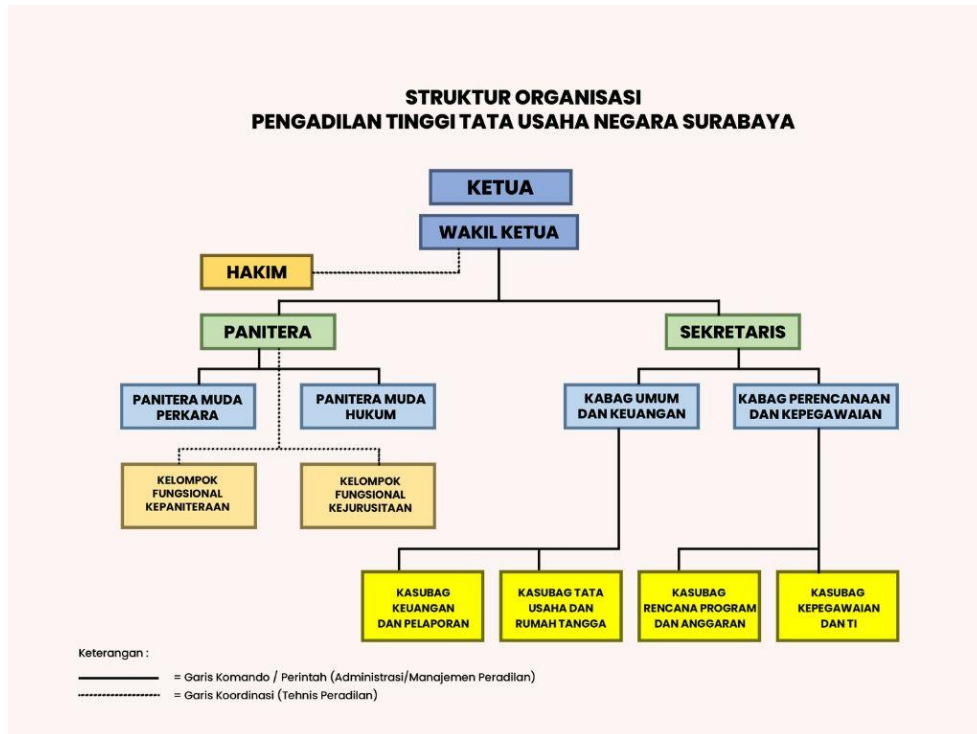 STRUKTUR ORGANISASI
PENGADILAN TINGGI TATA USAHA NEGARA SURABAYA
KETUA
WAKIL KETUA
HAKIM
PANITERA
SEKRETARIS
PANITERA MUDA
PERKARA
PANITERA MUDA
HUKUM
KABAG UMUM
DAN KEUANGAN
KABAG PERENCANAAN
DAN KEPEGAWAIAN
KELOMPOK
FUNGSIONAL
KEPANITERAAN
KELOMPOK
FUNGSIONAL
KEJURUSITAAN
KASUBAG
KEUANGAN
DAN PELAPORAN
KASUBAG TATA
USAHA DAN
RUMAH TANGGA
KASUBAG
RENCANA PROGRAM
DAN ANGGARAN
KASUBAG
KEPEGAWAIAN
DAN TI
Keterangan :
= Garis Komando / Perintah (Administrasi/Manajemen Peradilan)
= Garis Koordinasi (Tehnis Peradilan)